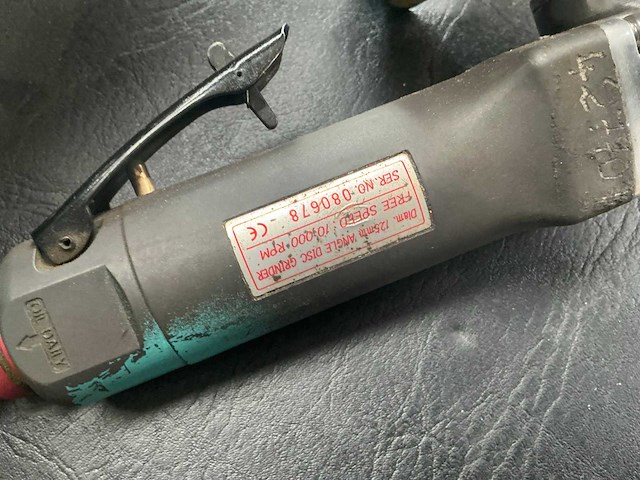 Diam. 125mm ANGLE DISC GRINDER
FREE SPEED 10,000 RPM
SER. NO. 080678 - CE
OIL DAILY